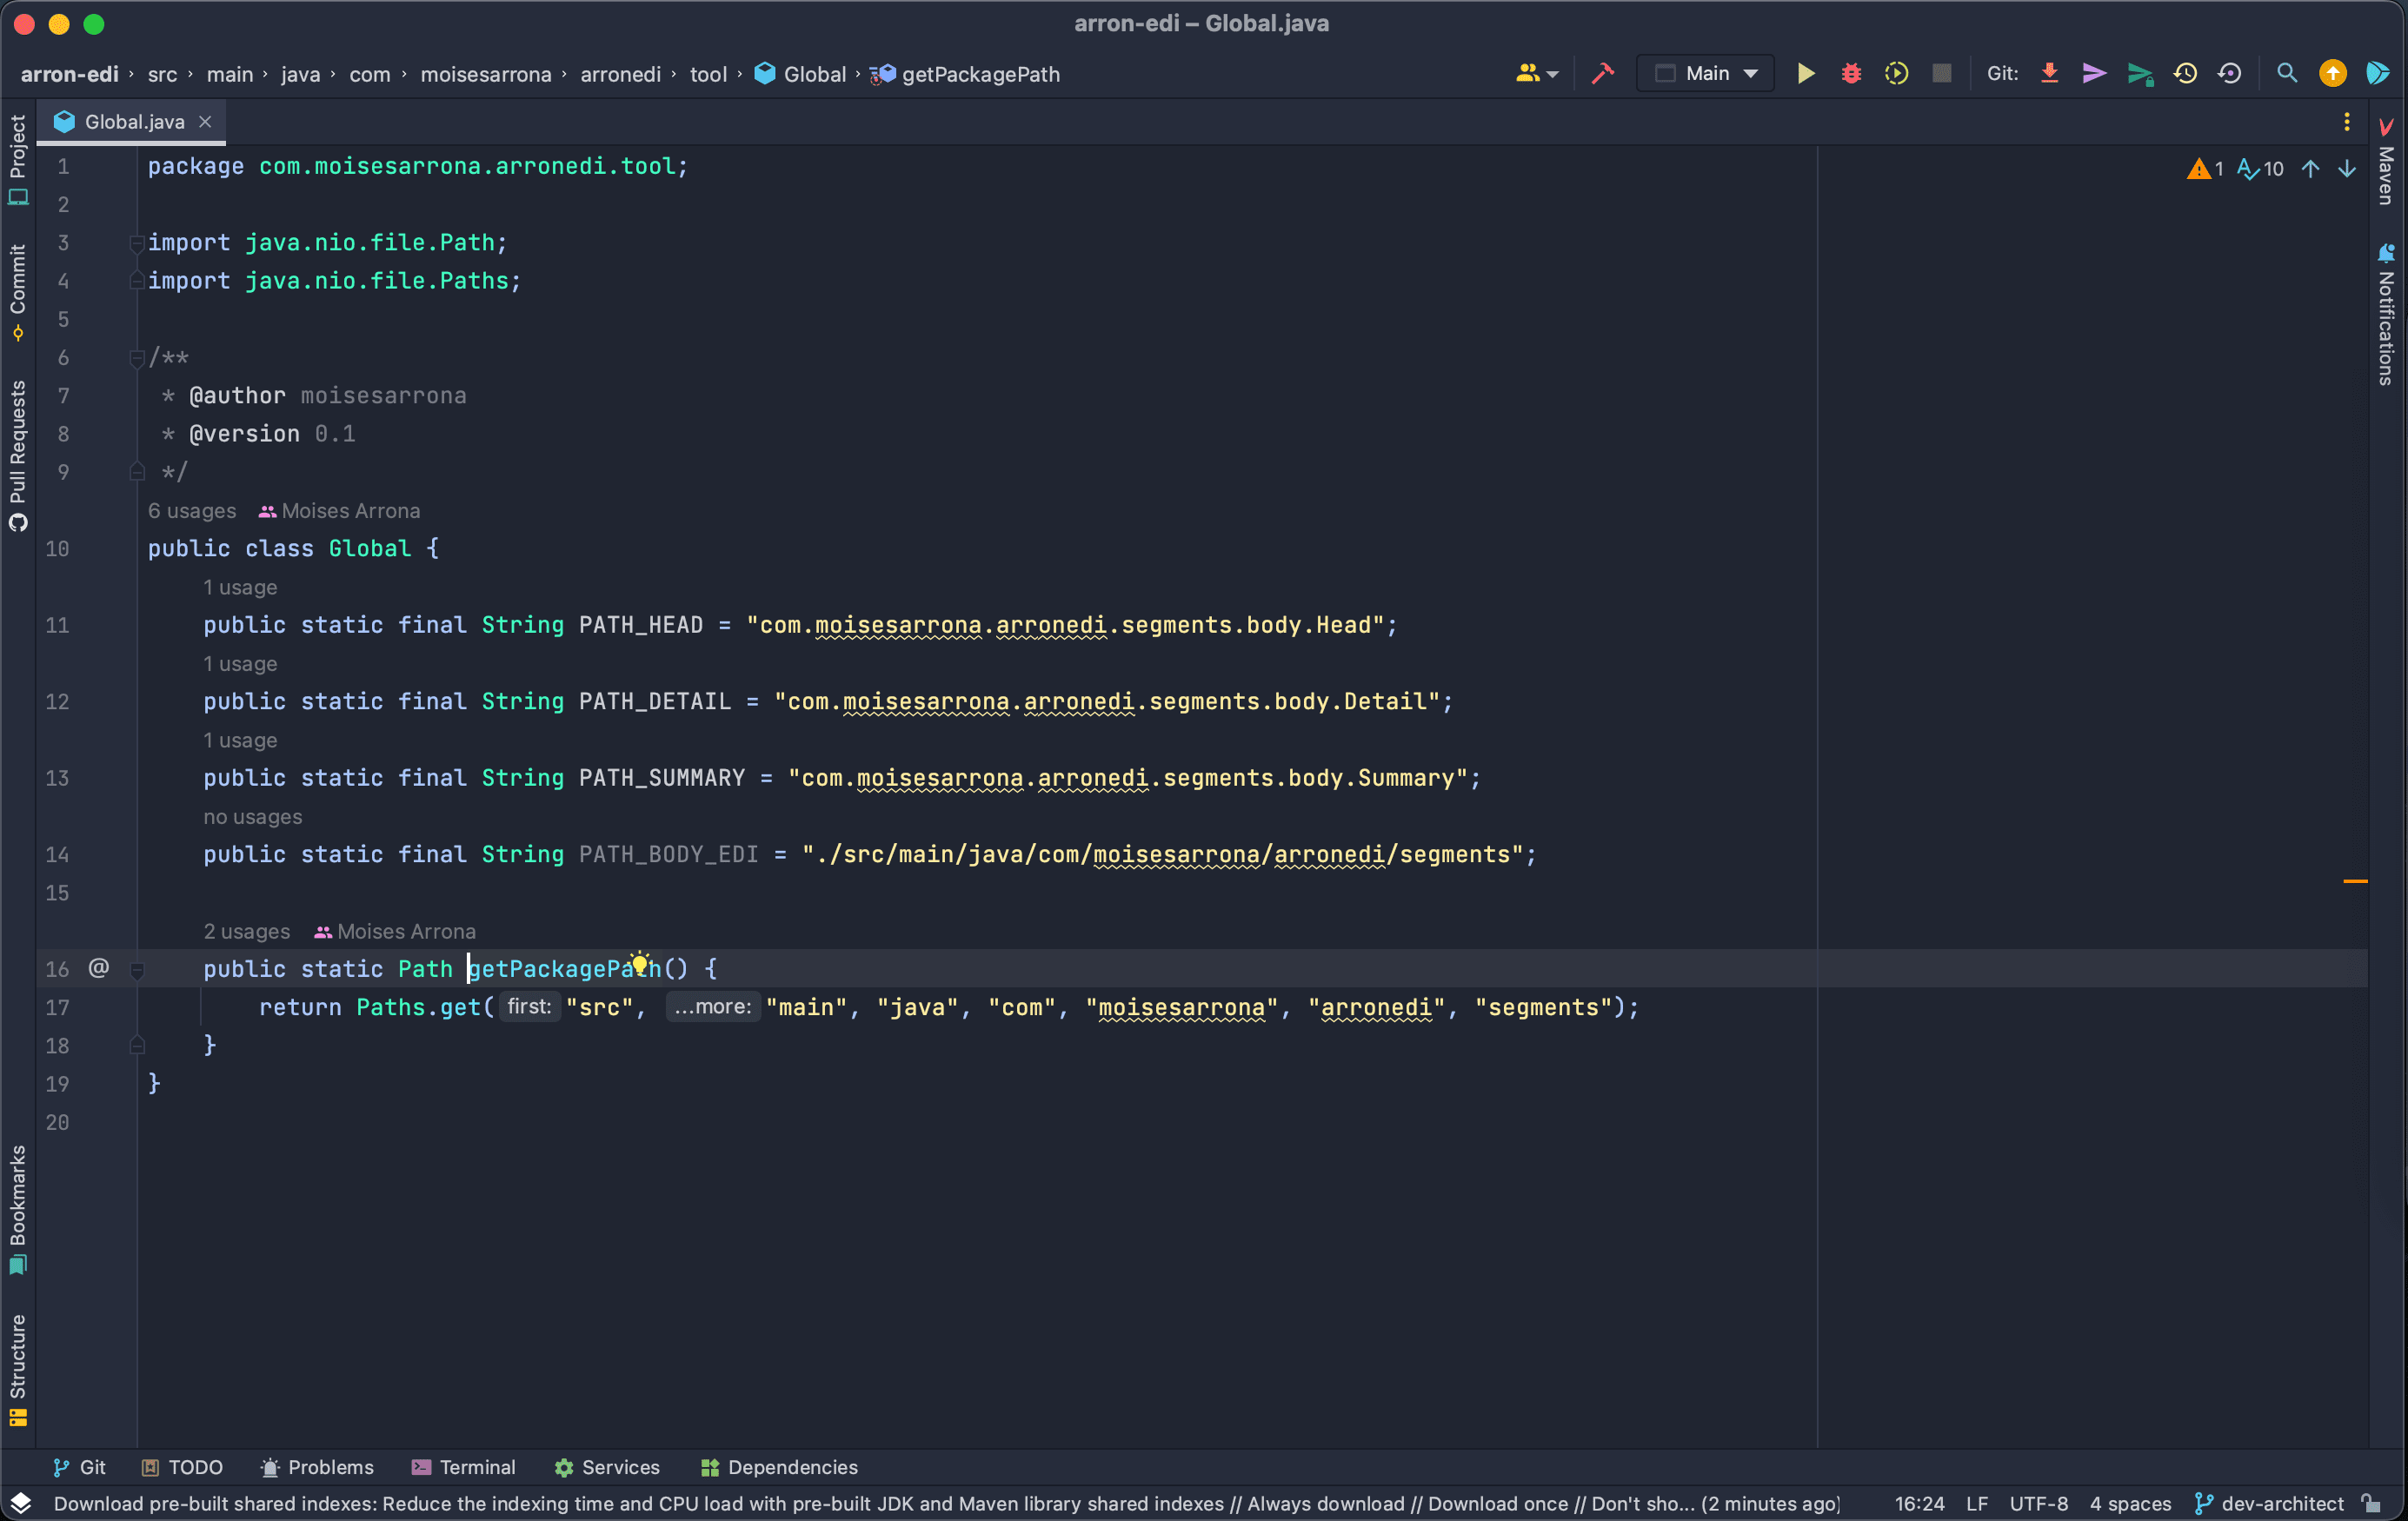 arron-edi – Global.java
arron-edi › src › main › java › com › moisesarrona › arronedi › tool › Global › getPackagePath
Main
Git:
Global.java
1 10
Project
Commit
Pull Requests
Bookmarks
Structure
Maven
Notifications
1 package com.moisesarrona.arronedi.tool;
2
3 import java.nio.file.Path;
4 import java.nio.file.Paths;
5
6 /**
7 * @author moisesarrona
8 * @version 0.1
9 */
6 usages Moises Arrona
10 public class Global {
1 usage
11 public static final String PATH_HEAD = "com.moisesarrona.arronedi.segments.body.Head";
1 usage
12 public static final String PATH_DETAIL = "com.moisesarrona.arronedi.segments.body.Detail";
1 usage
13 public static final String PATH_SUMMARY = "com.moisesarrona.arronedi.segments.body.Summary";
no usages
14 public static final String PATH_BODY_EDI = "./src/main/java/com/moisesarrona/arronedi/segments";
15
2 usages Moises Arrona
16 @ public static Path getPackagePath() {
17 return Paths.get( first: "src", ...more: "main", "java", "com", "moisesarrona", "arronedi", "segments");
18 }
19 }
20
Git TODO Problems Terminal Services Dependencies
Download pre-built shared indexes: Reduce the indexing time and CPU load with pre-built JDK and Maven library shared indexes // Always download // Download once // Don't sho... (2 minutes ago) 16:24 LF UTF-8 4 spaces dev-architect